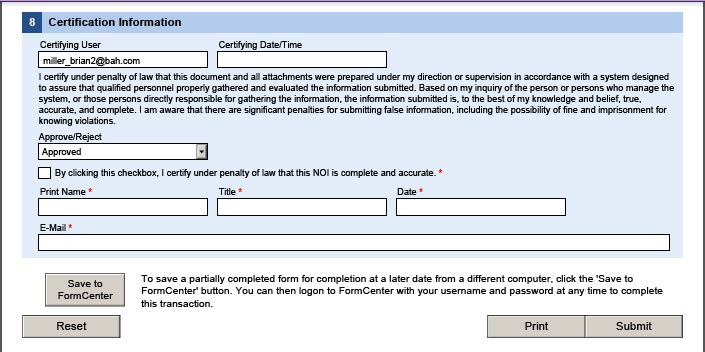 8 Certification Information
Certifying User Certifying Date/Time
miller_brian2@bah.com
I certify under penalty of law that this document and all attachments were prepared under my direction or supervision in accordance with a system designed
to assure that qualified personnel properly gathered and evaluated the information submitted. Based on my inquiry of the person or persons who manage the
system, or those persons directly responsible for gathering the information, the information submitted is, to the best of my knowledge and belief, true,
accurate, and complete. I am aware that there are significant penalties for submitting false information, including the possibility of fine and imprisonment for
knowing violations.
Approve/Reject
Approved
By clicking this checkbox, I certify under penalty of law that this NOI is complete and accurate. *
Print Name * Title * Date *
E-Mail *
Save to
FormCenter
To save a partially completed form for completion at a later date from a different computer, click the 'Save to
FormCenter' button. You can then logon to FormCenter with your username and password at any time to complete
this transaction.
Reset Print Submit